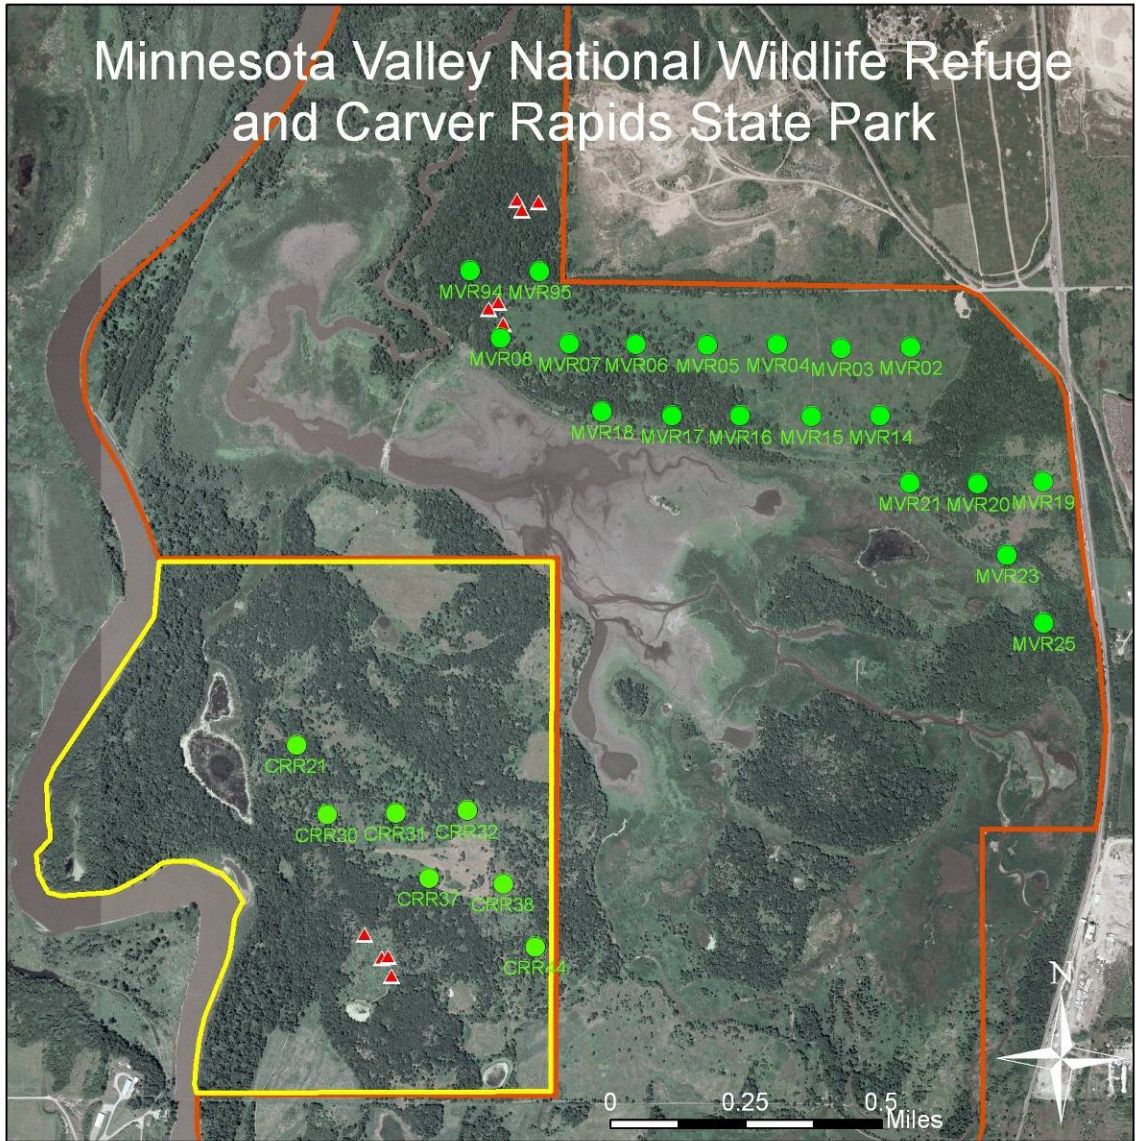 Minnesota Valley National Wildlife Refuge
and Carver Rapids State Park
MVR94 MVR95
MVR08 MVR07 MVR06 MVR05 MVR04 MVR03 MVR02
MVR18 MVR17 MVR16 MVR15 MVR14
MVR21 MVR20 MVR19
MVR23
MVR25
CRR21
CRR30 CRR31 CRR32
CRR37 CRR38
CRR44
N
0 0.25 0.5
Miles